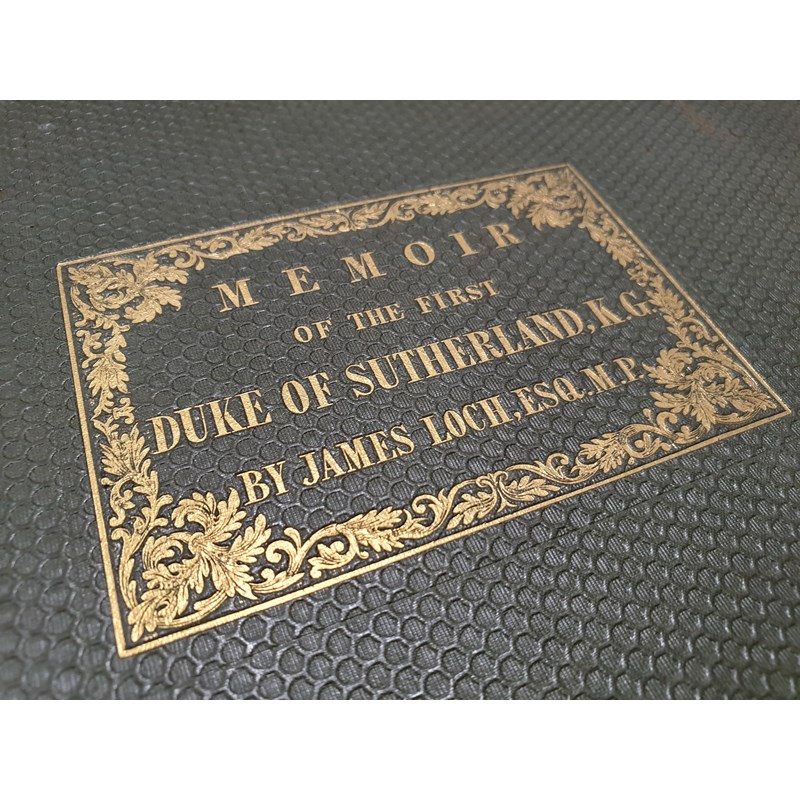 MEMOIR
OF THE FIRST
DUKE OF SUTHERLAND, K G.
BY JAMES LOCH, ESQ. M. P.